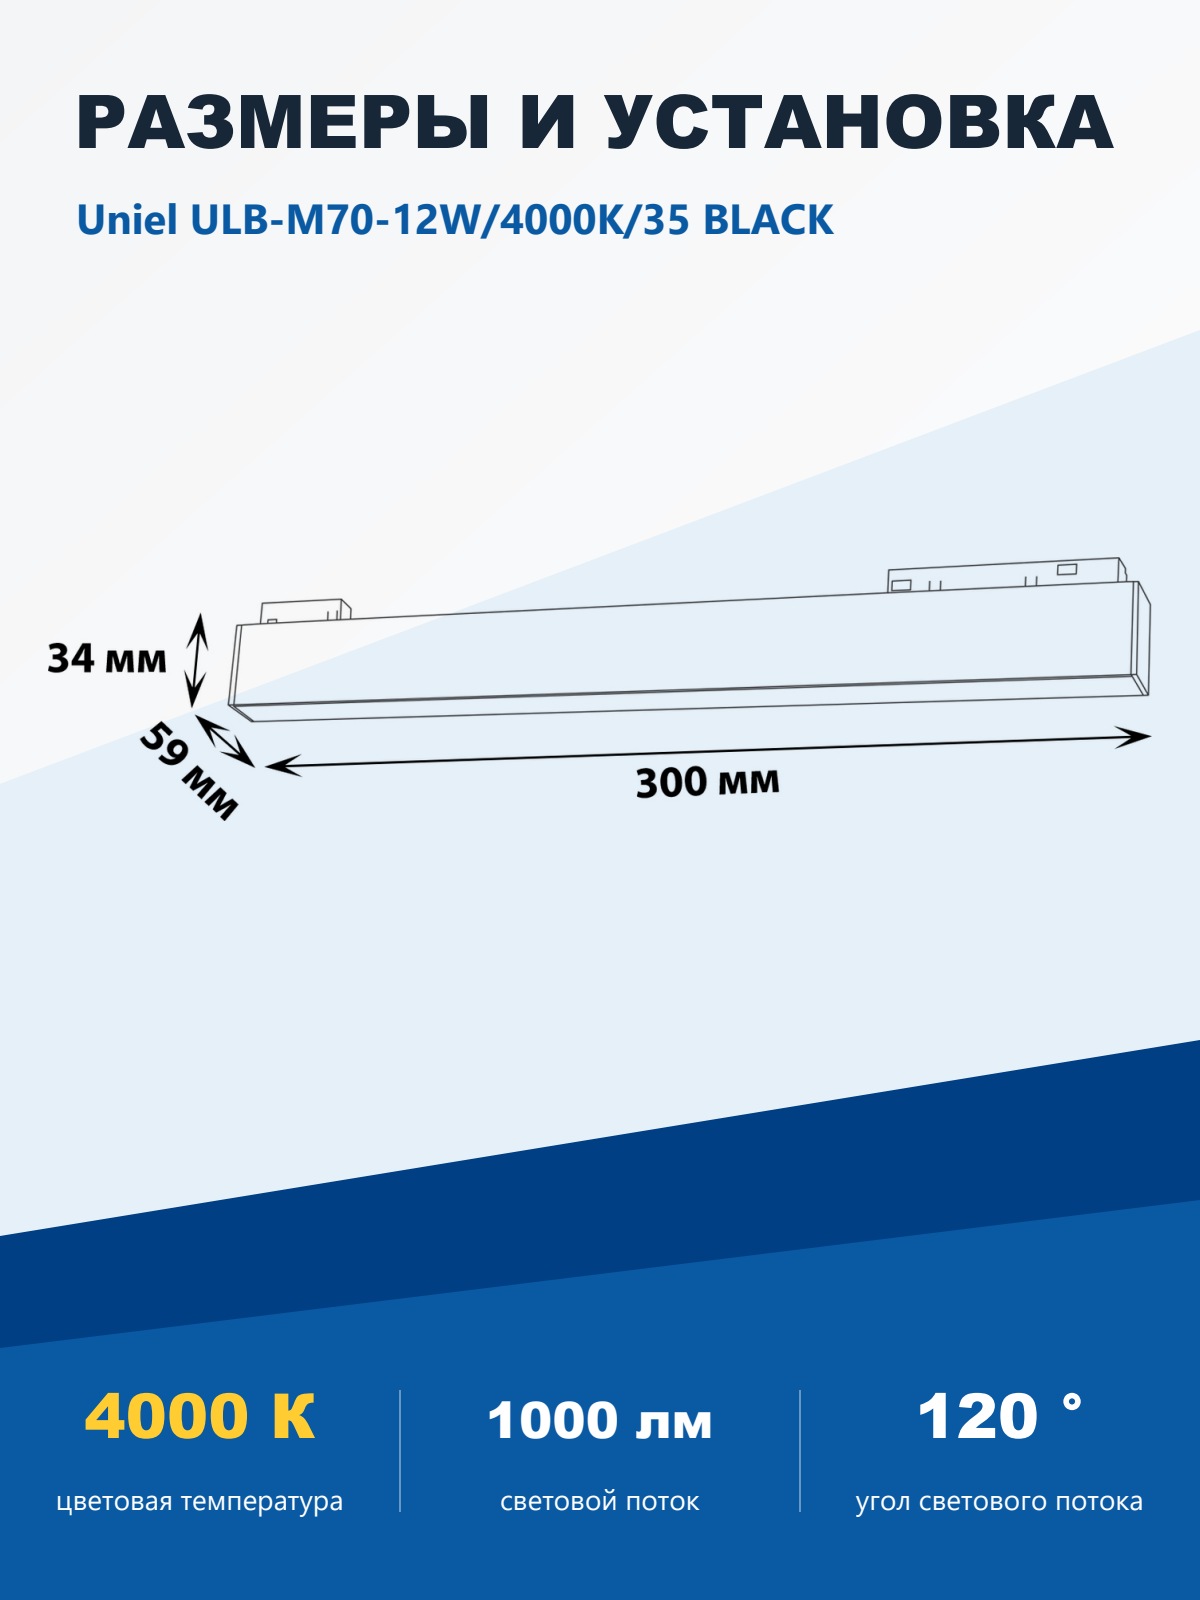 РАЗМЕРЫ И УСТАНОВКА
Uniel ULB-M70-12W/4000K/35 BLACK
34 мм
59 мм
300 мм
4000 К
цветовая температура
1000 лм
световой поток
120 °
угол светового потока